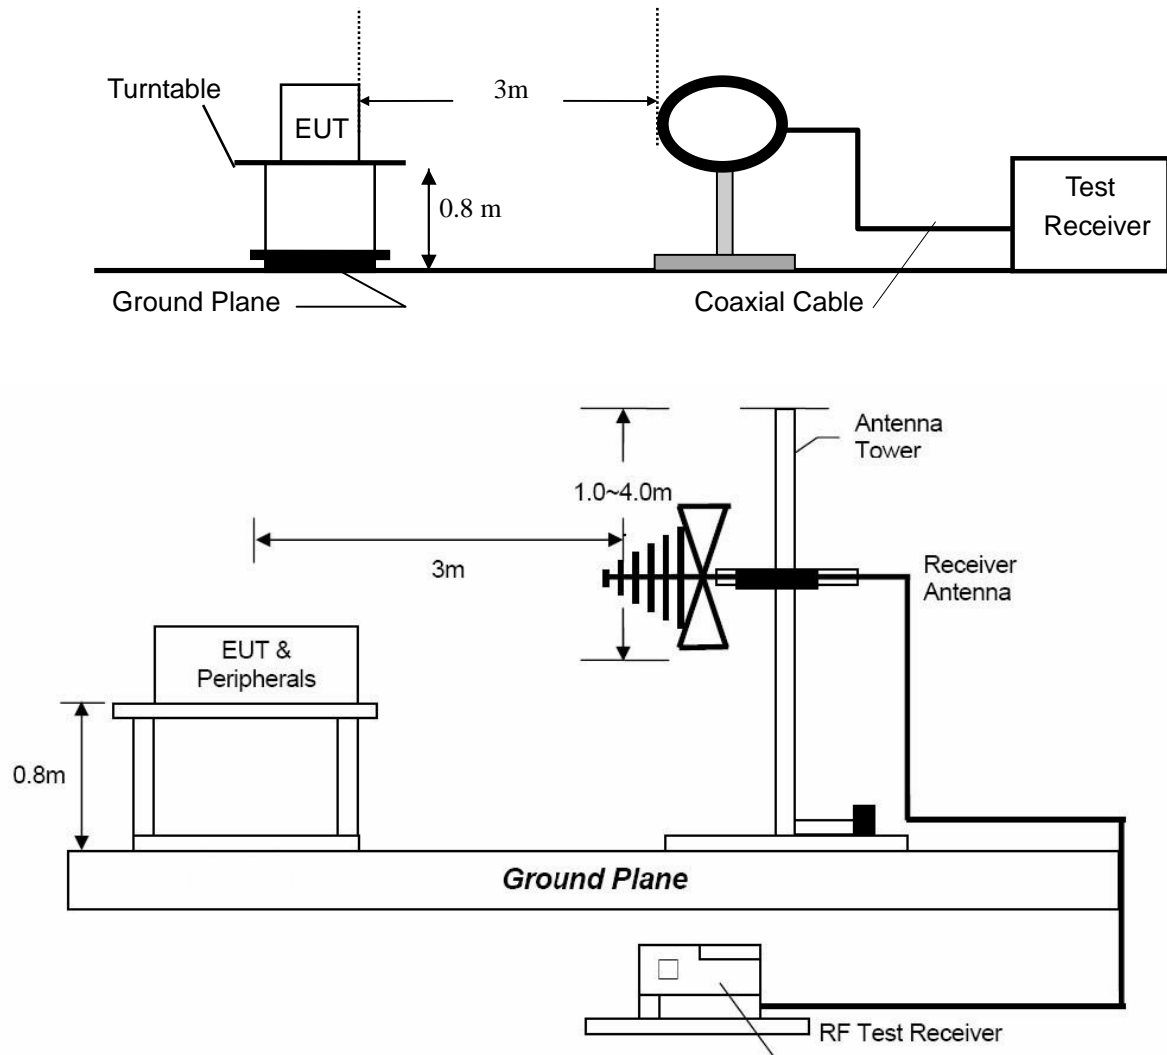 Turntable
3m
EUT
0.8 m
Test
Receiver
Ground Plane
Coaxial Cable
Antenna
Tower
1.0~4.0m
3m
Receiver
Antenna
EUT &
Peripherals
0.8m
Ground Plane
RF Test Receiver